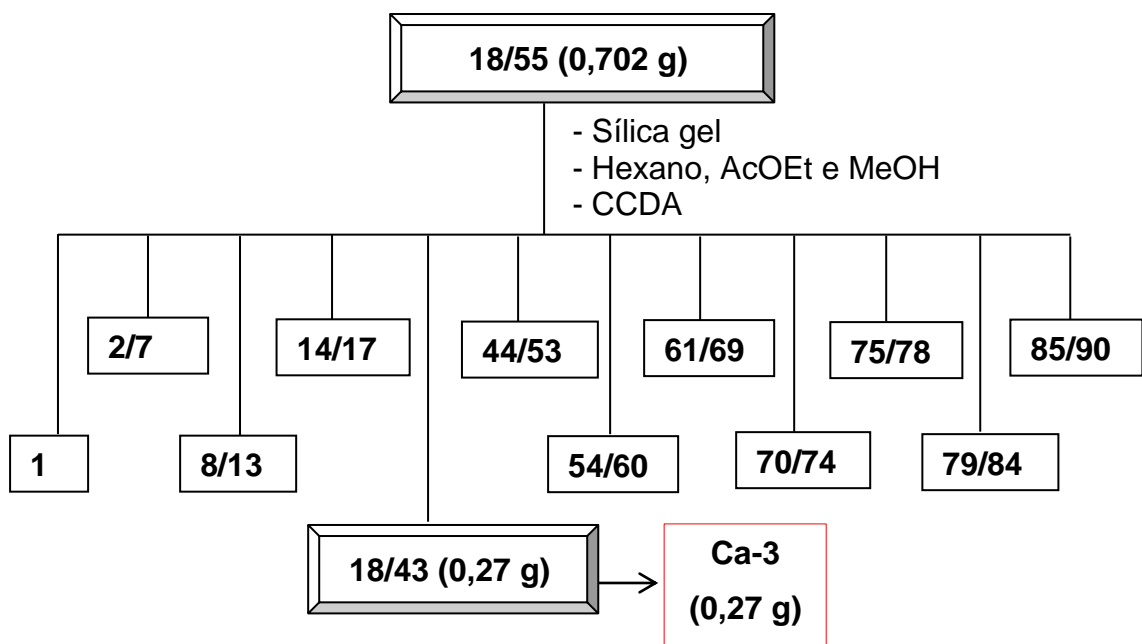 18/55 (0,702 g)
- Sílica gel
- Hexano, AcOEt e MeOH
- CCDA
2/7
14/17
44/53
61/69
75/78
85/90
1
8/13
54/60
70/74
79/84
18/43 (0,27 g)
Ca-3
(0,27 g)